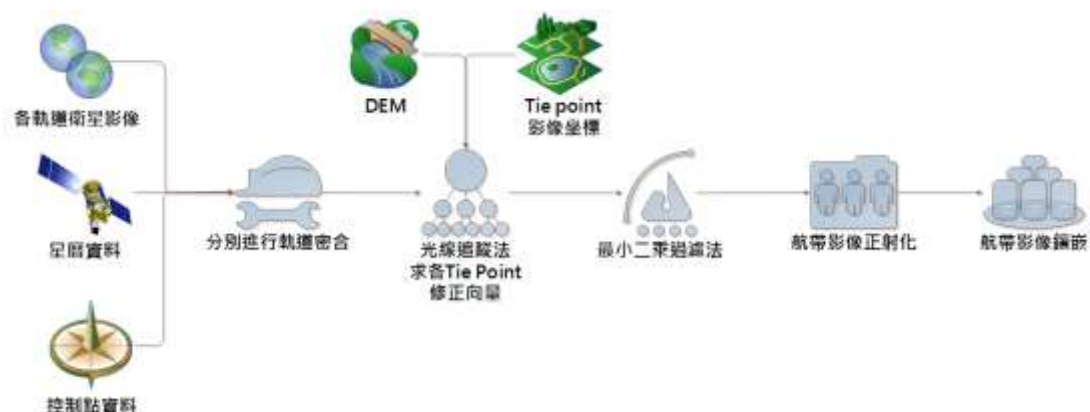 各軌道衛星影像
DEM
Tie point
影像坐標
星曆資料
分別進行軌道密合
光線追蹤法
求各Tie Point
修正向量
最小二乘過濾法
航帶影像正射化
航帶影像鑲嵌
控制點資料